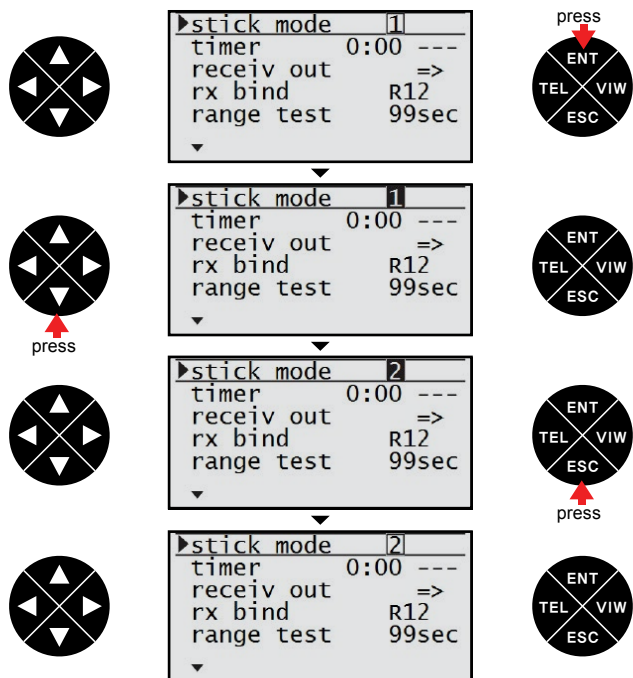 press
▶stick mode 1
timer 0:00 ---
receiv out =>
rx bind R12
range test 99sec
ENT
TEL VIW
ESC
▶stick mode 1
timer 0:00 ---
receiv out =>
rx bind R12
range test 99sec
ENT
TEL VIW
ESC
press
▶stick mode 2
timer 0:00 ---
receiv out =>
rx bind R12
range test 99sec
ENT
TEL VIW
ESC
press
▶stick mode 2
timer 0:00 ---
receiv out =>
rx bind R12
range test 99sec
ENT
TEL VIW
ESC